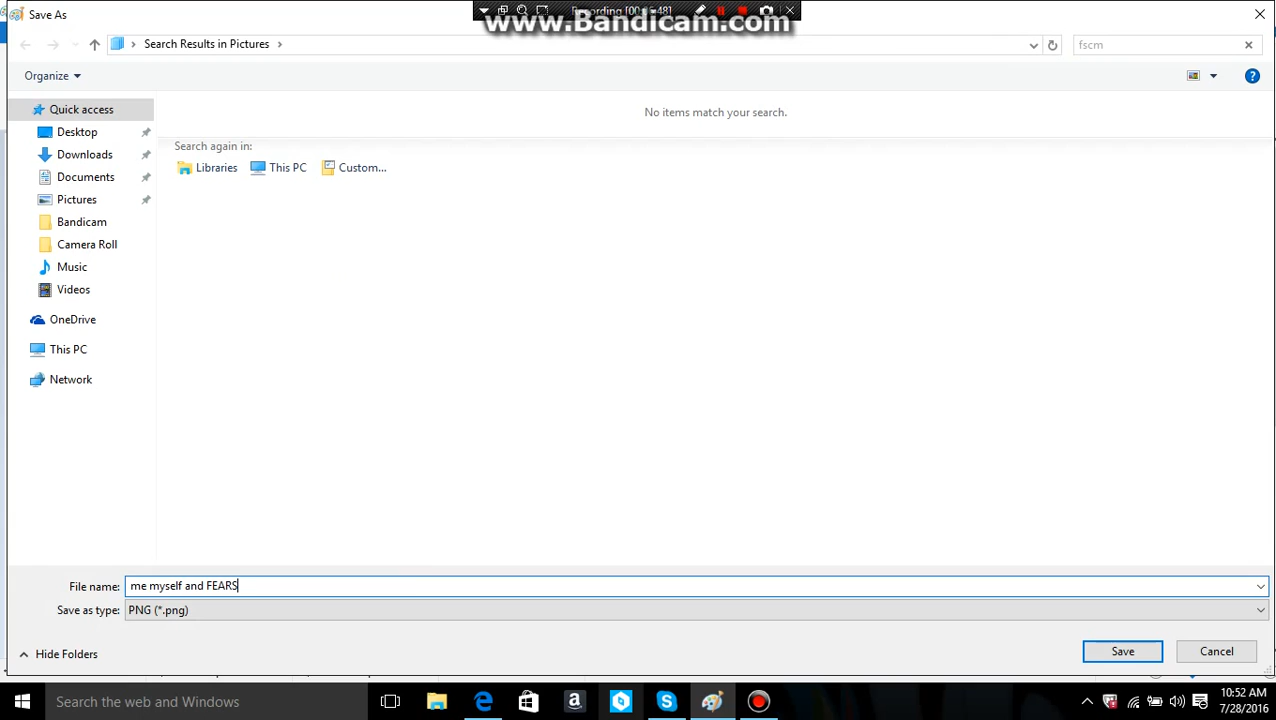 Save As
Recording
www.Bandicam.com
Search Results in Pictures
fscm
Organize
Quick access
No items match your search.
Desktop
Search again in:
Downloads
Libraries
This PC
Custom...
Documents
Pictures
Bandicam
Camera Roll
Music
Videos
OneDrive
This PC
Network
File name: me myself and FEARS
Save as type: PNG (*.png)
Hide Folders
Save
Cancel
Search the web and Windows
10:52 AM
7/28/2016